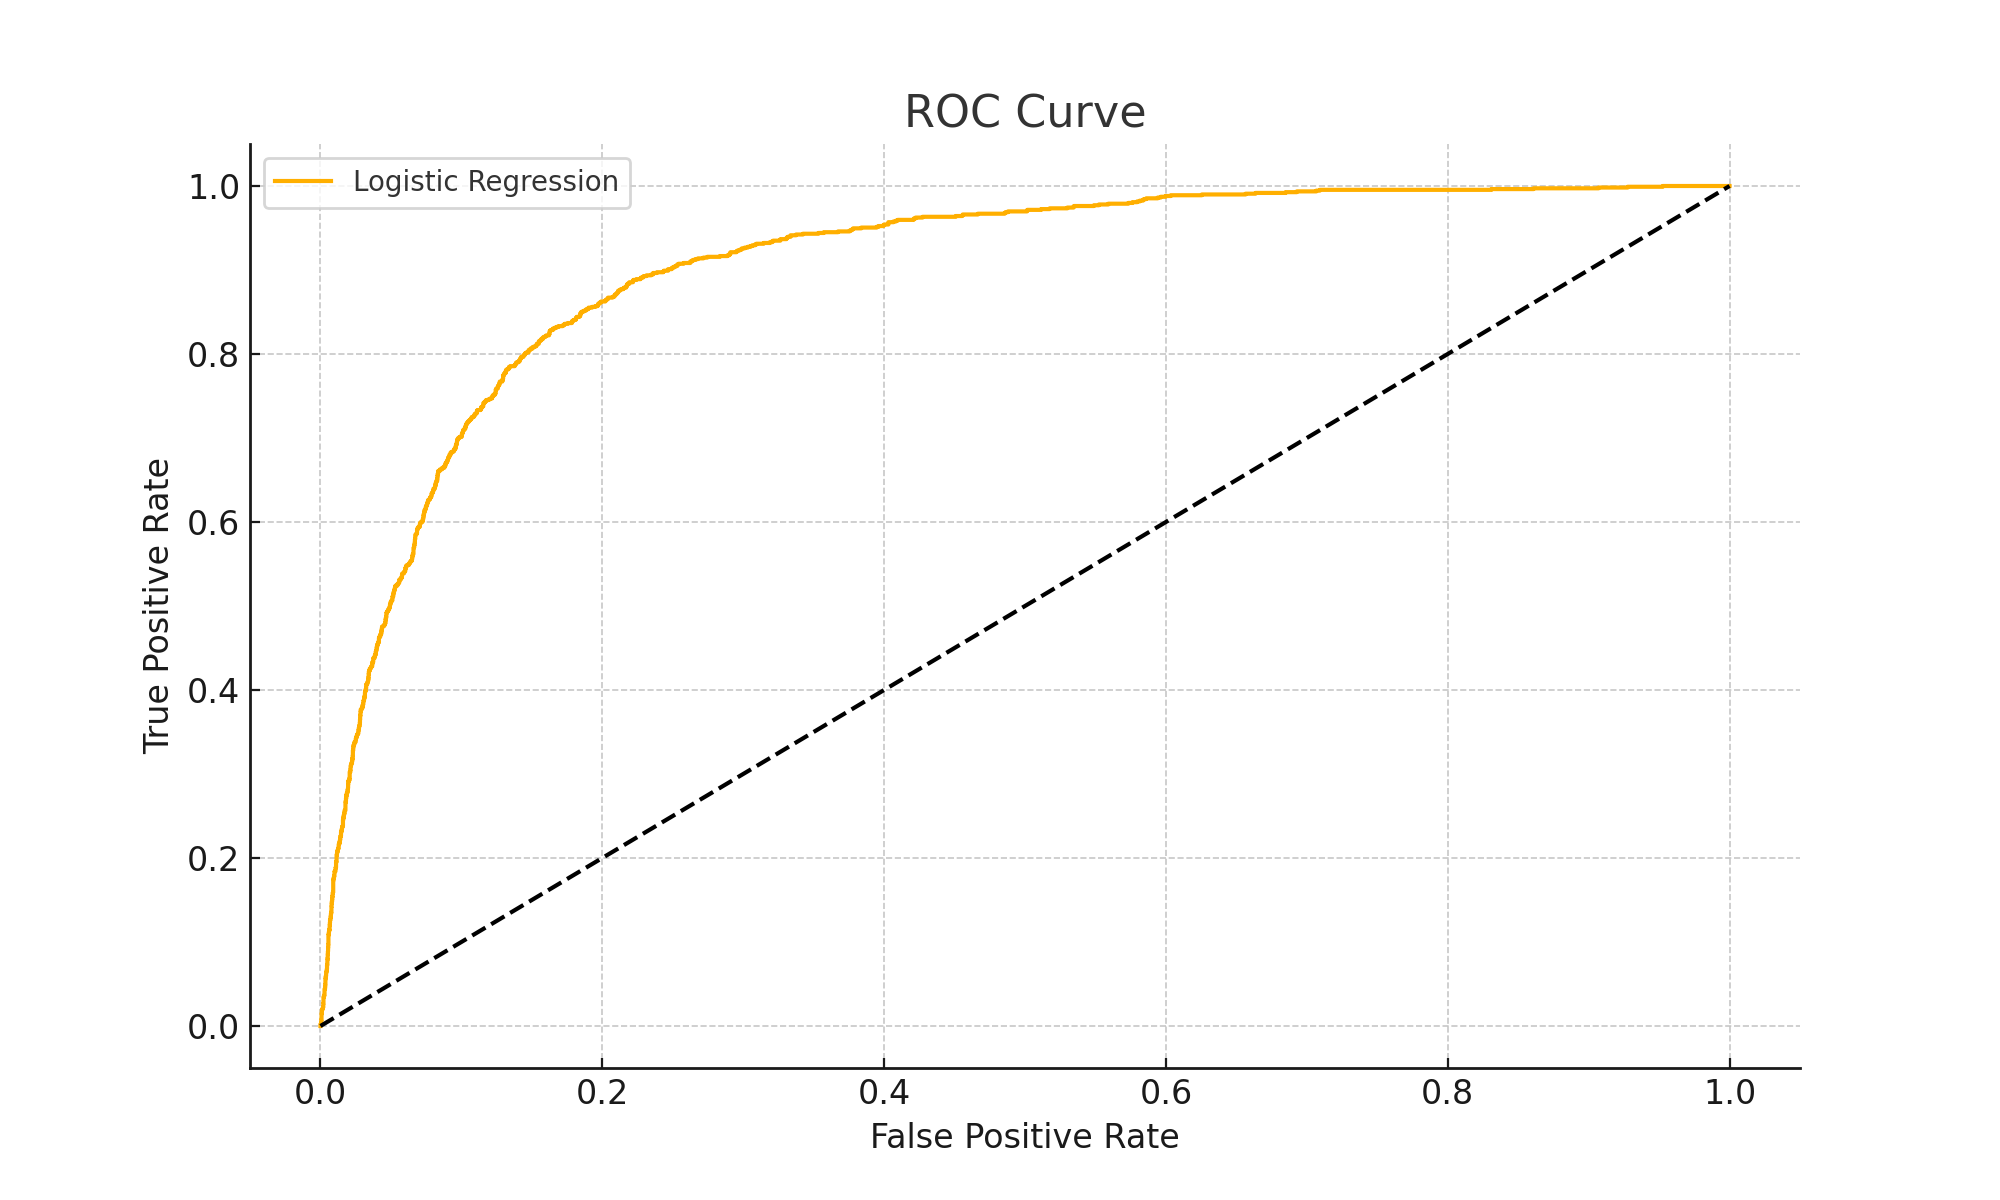 ROC Curve
Logistic Regression
1.0
0.8
0.6
0.4
0.2
0.0
True Positive Rate
0.0 0.2 0.4 0.6 0.8 1.0
False Positive Rate